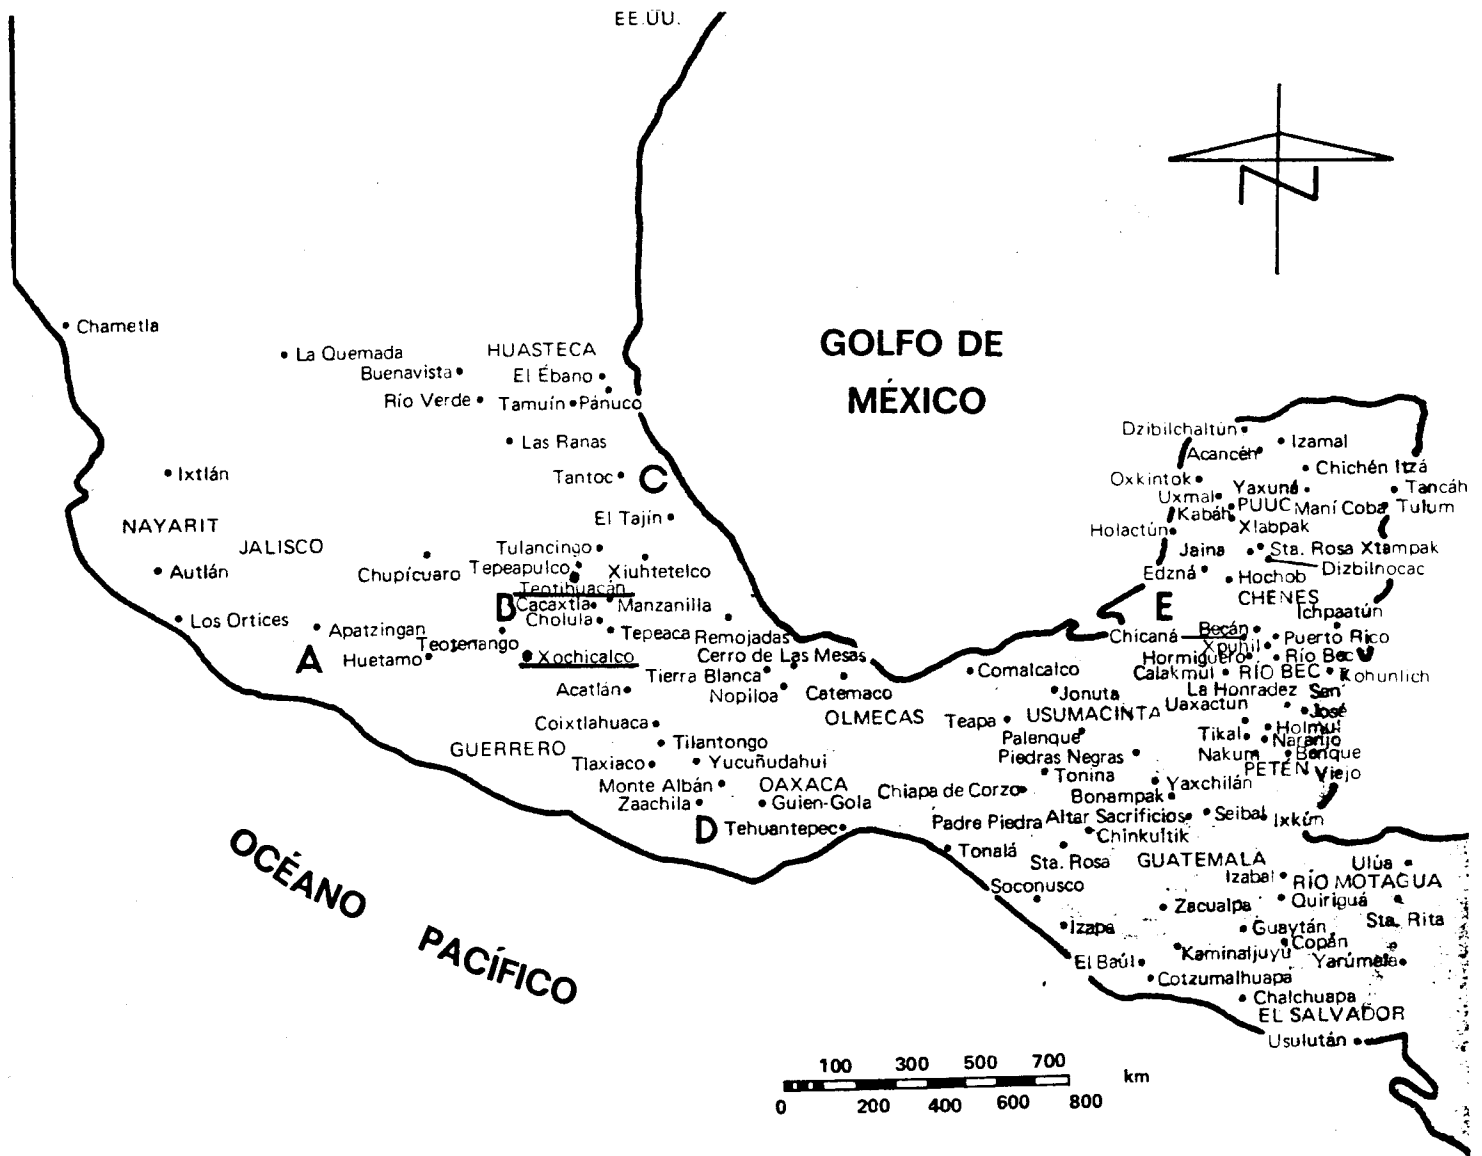 EE.UU.
N
Chametla
La Quemada
HUASTECA
Buenavista
El Ébano
Río Verde
Tamuín
Pánuco
Las Ranas
Ixtlán
Tantoc
C
El Tajín
NAYARIT
JALISCO
Tulancingo
Chupícuaro
Tepeapulco
Xiuhtetelco
Autlán
Teotihuacán
B
Cacaxtla
Manzanilla
Los Ortices
Cholula
Apatzingan
Teotenango
Tepeaca
Remojadas
A
Huetamo
Xochicalco
Cerro de Las Mesas
Tierra Blanca
Acatlán
Nopiloa
Catemaco
OLMECAS
Coixtlahuaca
GUERRERO
Tilantongo
Tlaxiaco
Yucuñudahui
Monte Albán
OAXACA
Zaachila
Guien-Gola
D
Tehuantepec
GOLFO DE
MÉXICO
Dzibilchaltún
Izamal
Acancéh
Chichén Itzá
Oxkintok
Yaxuná
Tancáh
Uxmal
PUUC
Maní
Coba
Tulum
Kabáh
Holactún
Xlabpak
Jaina
Sta. Rosa Xtampak
Dizbilnocac
Edzná
Hochob
E
CHENES
Ichpaatún
Chicaná
Becán
Puerto Rico
Xpuhil
Hormiguero
Río Bec
Calakmul
RÍO BEC
Kohunlich
Comalcalco
La Honradez
San
José
Jonuta
Uaxactun
Teapa
USUMACINTA
Holmul
Palenque
Tikal
Naranjo
Piedras Negras
Nakum
Benque
Viejo
Tonina
PETÉN
Chiapa de Corzo
Yaxchilán
Bonampak
Padre Piedra
Altar Sacrificios
Seibal
Ixkún
Chinkultik
Tonalá
Sta. Rosa
GUATEMALA
Ulúa
Soconusco
Izabal
RÍO MOTAGUA
Zacualpa
Quiriguá
Izapa
Guaytán
Sta. Rita
Kaminaljuyú
Copán
El Baúl
Yarúmela
Cotzumalhuapa
Chalchuapa
EL SALVADOR
Usulután
OCÉANO
PACÍFICO
100 300 500 700
km
0 200 400 600 800